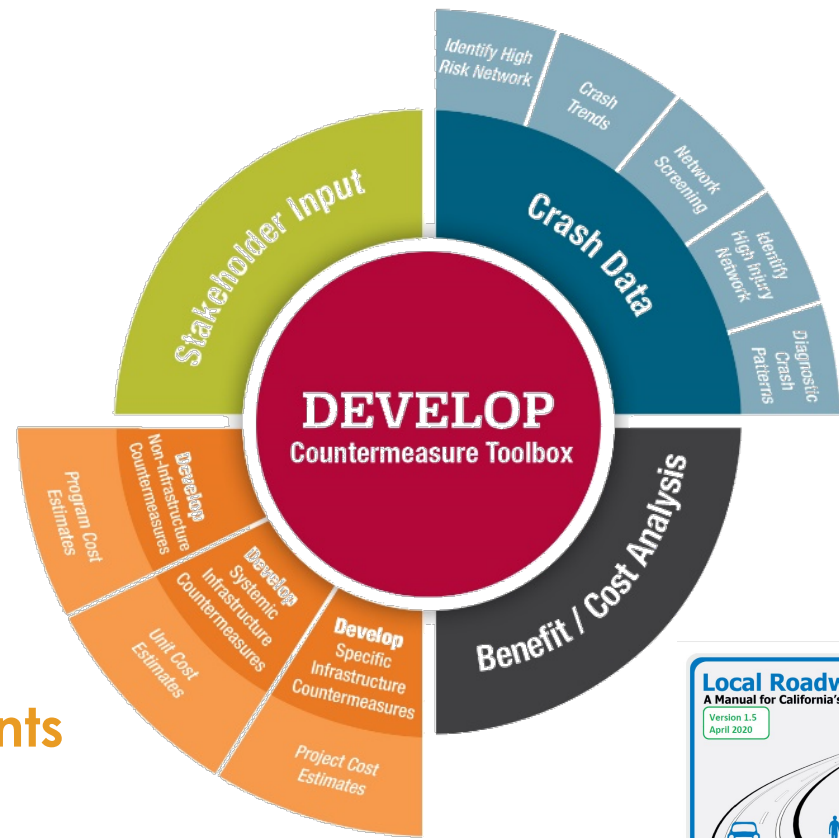 Identify High
Risk Network
Crash
Trends
Network
Screening
Identify
High Injury
Network
Diagnostic
Crash
Patterns
Stakeholder Input
Crash Data
DEVELOP
Countermeasure Toolbox
Develop
Non-Infrastructure
Countermeasures
Program Cost
Estimates
Develop
Systemic
Infrastructure
Countermeasures
Unit Cost
Estimates
Develop
Specific
Infrastructure
Countermeasures
Project Cost
Estimates
Benefit / Cost Analysis
nts
Local Roadw
A Manual for California's
Version 1.5
April 2020